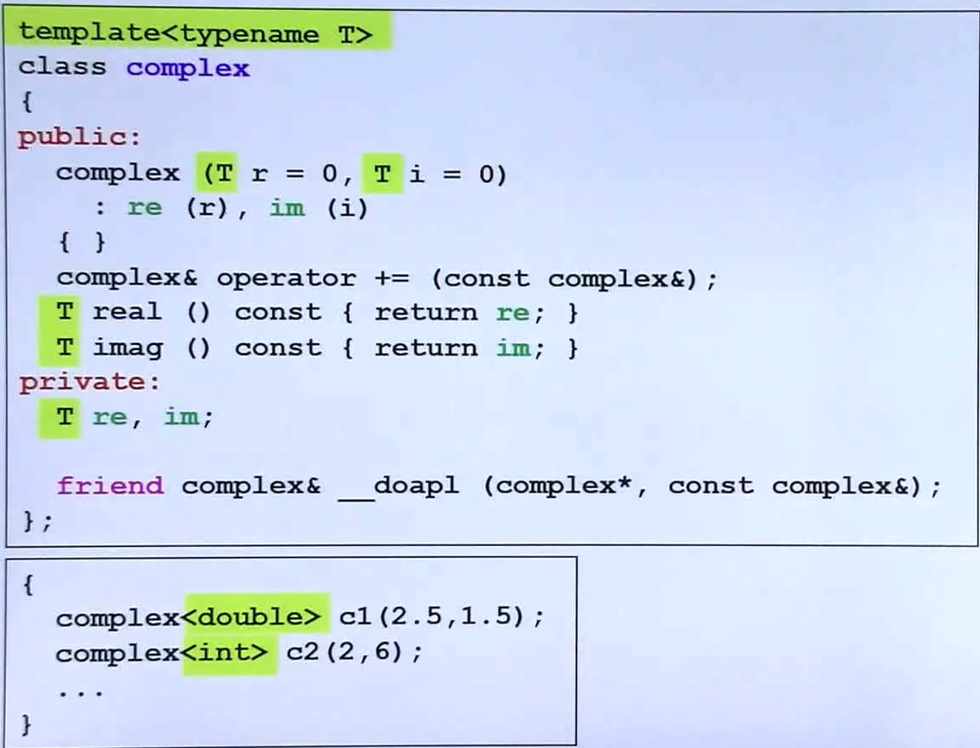 template<typename T>
class complex
{
public:
  complex (T r = 0, T i = 0)
    : re (r), im (i)
  { }
  complex& operator += (const complex&);
  T real () const { return re; }
  T imag () const { return im; }
private:
  T re, im;

  friend complex& __doapl (complex*, const complex&);
};
{
  complex<double> c1(2.5,1.5);
  complex<int> c2(2,6);
  ...
}